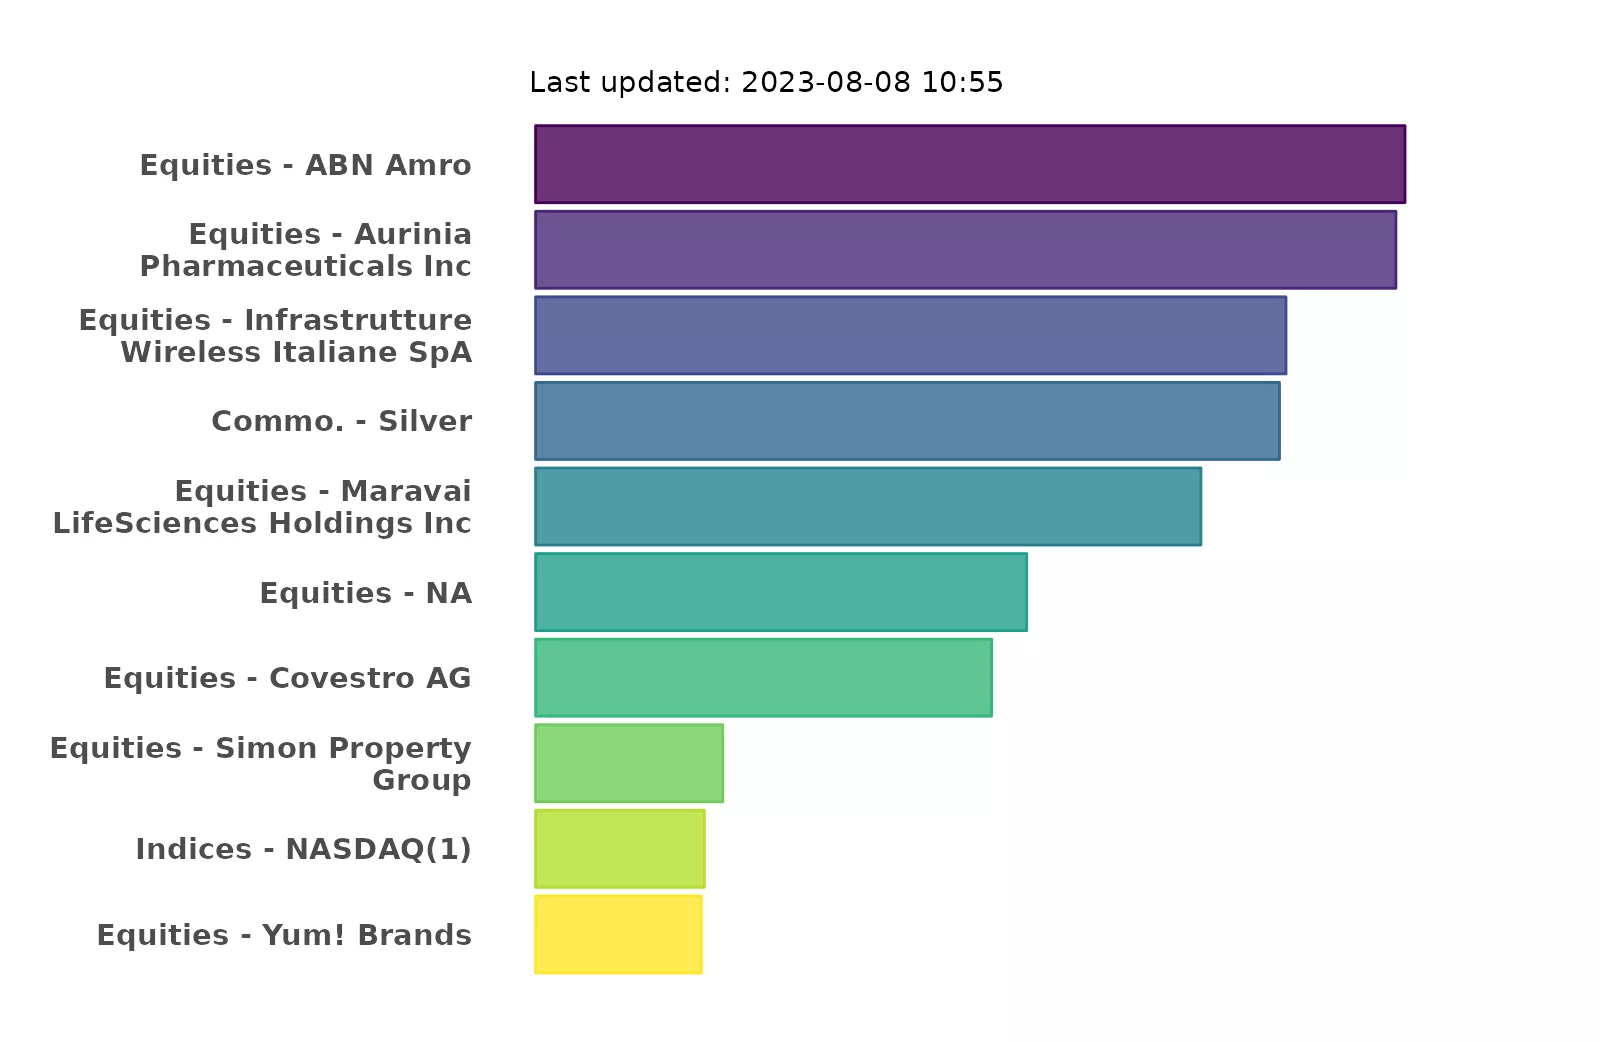 Last updated: 2023-08-08 10:55
Equities - ABN Amro
Equities - Aurinia
Pharmaceuticals Inc
Equities - Infrastrutture
Wireless Italiane SpA
Commo. - Silver
Equities - Maravai
LifeSciences Holdings Inc
Equities - NA
Equities - Covestro AG
Equities - Simon Property
Group
Indices - NASDAQ(1)
Equities - Yum! Brands